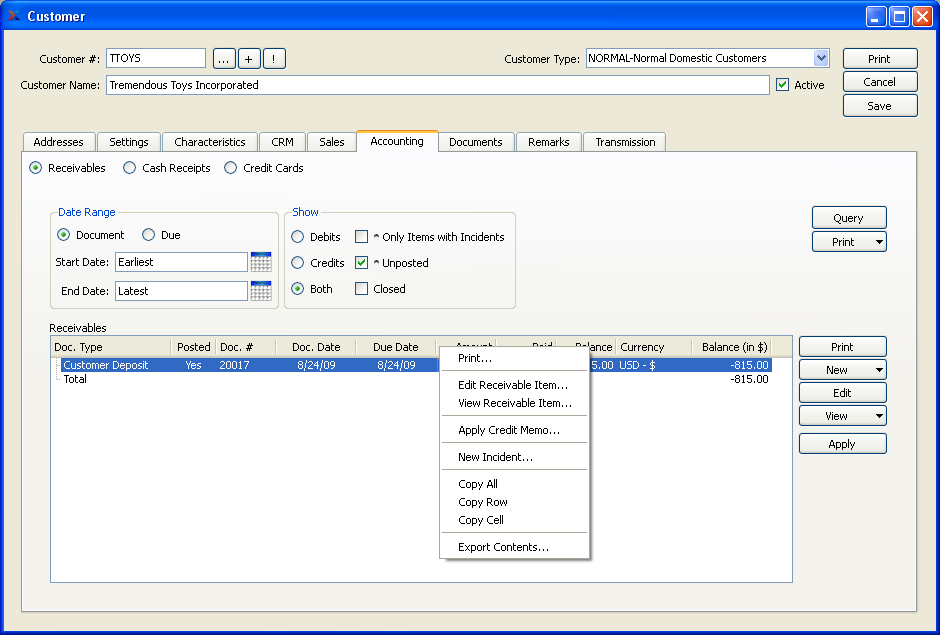 Customer
Customer #: TTOYS ... + ! Customer Type: NORMAL-Normal Domestic Customers Print
Customer Name: Tremendous Toys Incorporated Active Cancel
Save
Addresses Settings Characteristics CRM Sales Accounting Documents Remarks Transmission
Receivables Cash Receipts Credit Cards
Date Range Show
Document Due Debits ^ Only Items with Incidents Query
Start Date: Earliest Credits ^ Unposted Print
End Date: Latest Both Closed
Receivables
Doc. Type Posted Doc. # Doc. Date Due Date Amount Paid Balance Currency Balance (in $) Print
Customer Deposit Yes 20017 8/24/09 8/24/09 5.00 USD - $ -815.00 New
Total -815.00
Edit
View
Apply
Print...
Edit Receivable Item...
View Receivable Item...
Apply Credit Memo...
New Incident...
Copy All
Copy Row
Copy Cell
Export Contents...